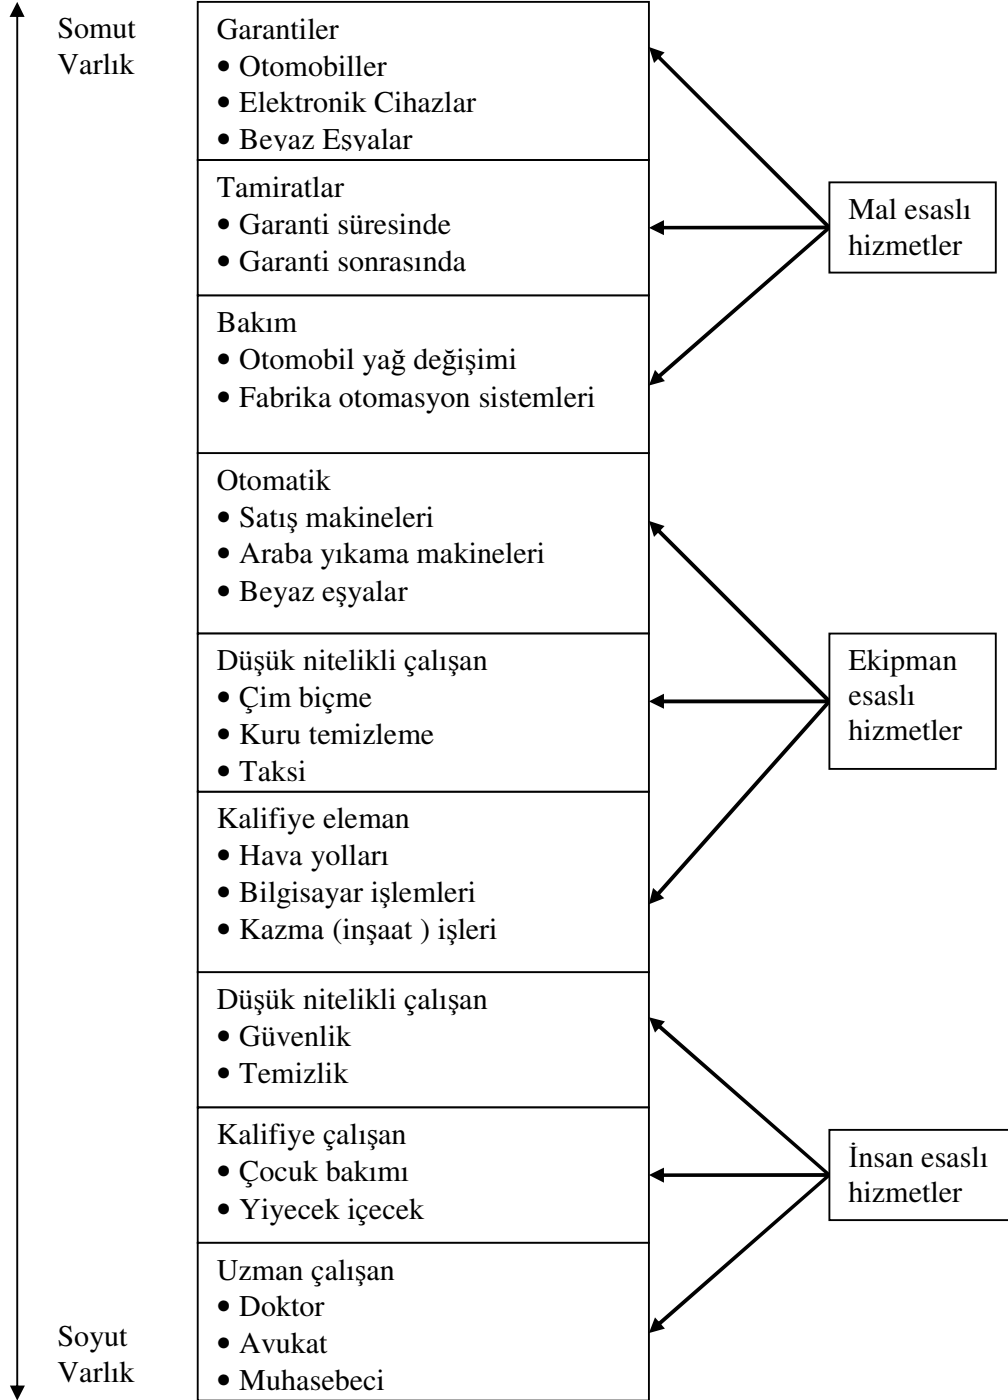 Somut
Varlık
Garantiler
• Otomobiller
• Elektronik Cihazlar
• Beyaz Eşyalar
Tamiratlar
• Garanti süresinde
• Garanti sonrasında
Mal esaslı
hizmetler
Bakım
• Otomobil yağ değişimi
• Fabrika otomasyon sistemleri
Otomatik
• Satış makineleri
• Araba yıkama makineleri
• Beyaz eşyalar
Düşük nitelikli çalışan
• Çim biçme
• Kuru temizleme
• Taksi
Ekipman
esaslı
hizmetler
Kalifiye eleman
• Hava yolları
• Bilgisayar işlemleri
• Kazma (inşaat ) işleri
Düşük nitelikli çalışan
• Güvenlik
• Temizlik
Kalifiye çalışan
• Çocuk bakımı
• Yiyecek içecek
İnsan esaslı
hizmetler
Uzman çalışan
• Doktor
• Avukat
• Muhasebeci
Soyut
Varlık